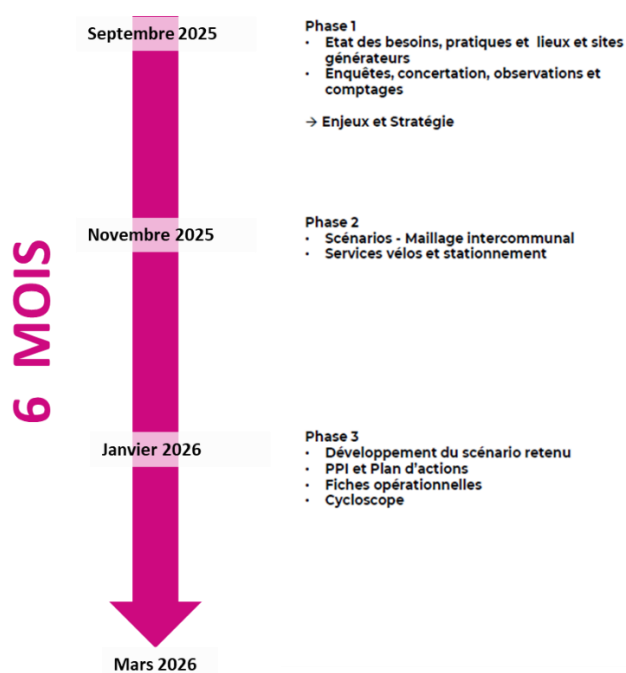 6 MOIS
Septembre 2025
Phase 1
• Etat des besoins, pratiques et lieux et sites
générateurs
• Enquêtes, concertation, observations et
comptages
→ Enjeux et Stratégie
Novembre 2025
Phase 2
• Scénarios - Maillage intercommunal
• Services vélos et stationnement
Janvier 2026
Phase 3
• Développement du scénario retenu
• PPI et Plan d'actions
• Fiches opérationnelles
• Cycloscope
Mars 2026